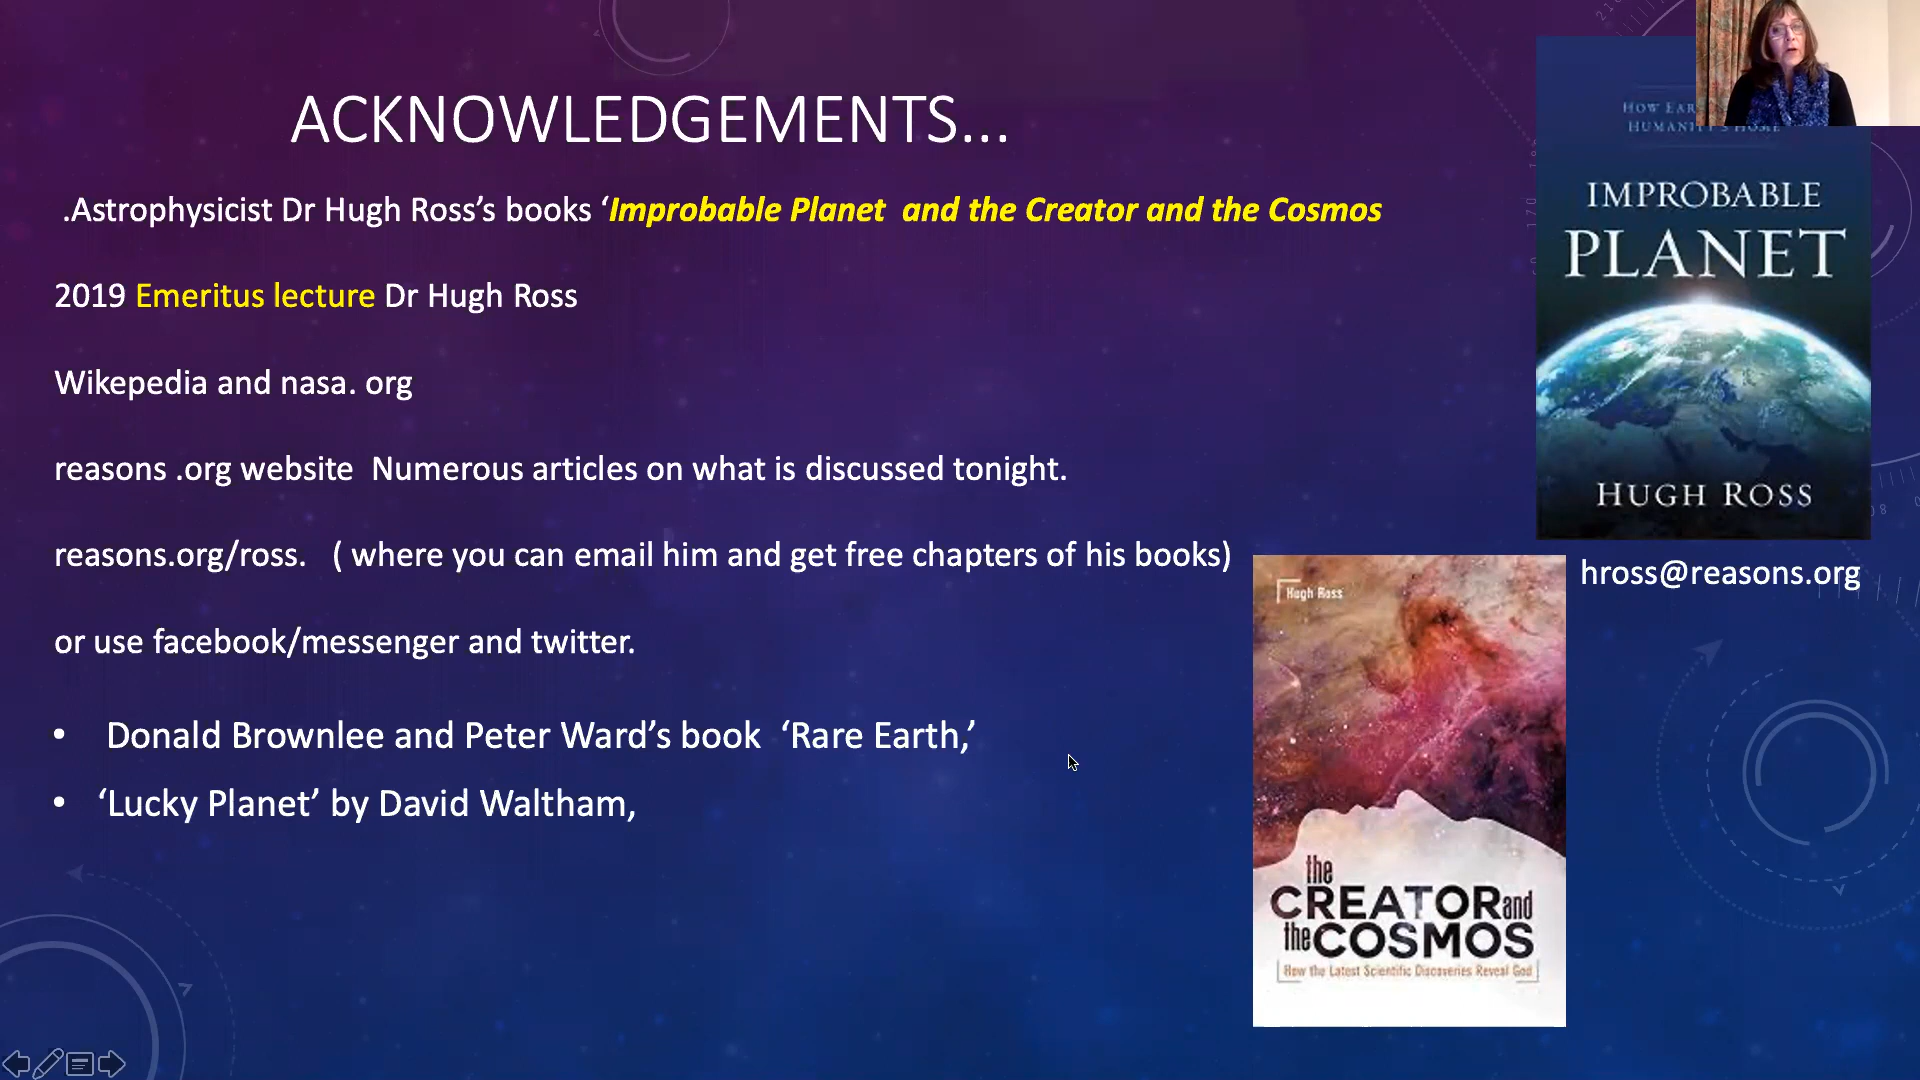 ACKNOWLEDGEMENTS...
.Astrophysicist Dr Hugh Ross’s books ‘Improbable Planet and the Creator and the Cosmos
2019 Emeritus lecture Dr Hugh Ross
Wikepedia and nasa. org
reasons .org website Numerous articles on what is discussed tonight.
reasons.org/ross. ( where you can email him and get free chapters of his books)
or use facebook/messenger and twitter.
• Donald Brownlee and Peter Ward’s book ‘Rare Earth,’
• ‘Lucky Planet’ by David Waltham,
HOW
HUMANITY'S HOME
IMPROBABLE
PLANET
HUGH ROSS
hross@reasons.org
Hugh Ross
the
CREATOR and
the COSMOS
How the Latest Scientific Discoveries Reveal God